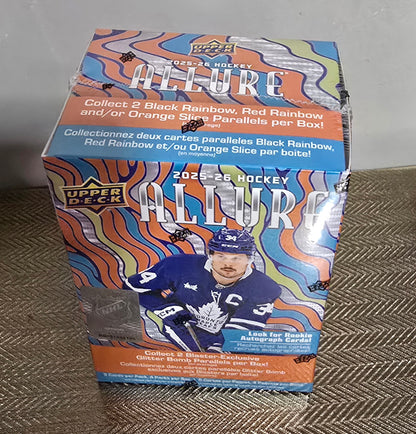 UPPER
D·E·C·K
2025-26 HOCKEY
ALLURE
Collect 2 Black Rainbow, Red Rainbow
and/or Orange Slice Parallels per Box!
Collectionnez deux cartes parallèles Black Rainbow,
Red Rainbow et/ou Orange Slice par boîte!
(en moyenne)
UPPER
D·E·C·K
2025-26 HOCKEY
ALLURE
34
34
C
TORONTO
Look for Rookie
Autograph Cards!
Collect 2 Blaster-Exclusive
Glitter Bomb Parallels per Box!
Collectionnez deux cartes parallèles Glitter Bomb
exclusives aux Blasters par boîte!